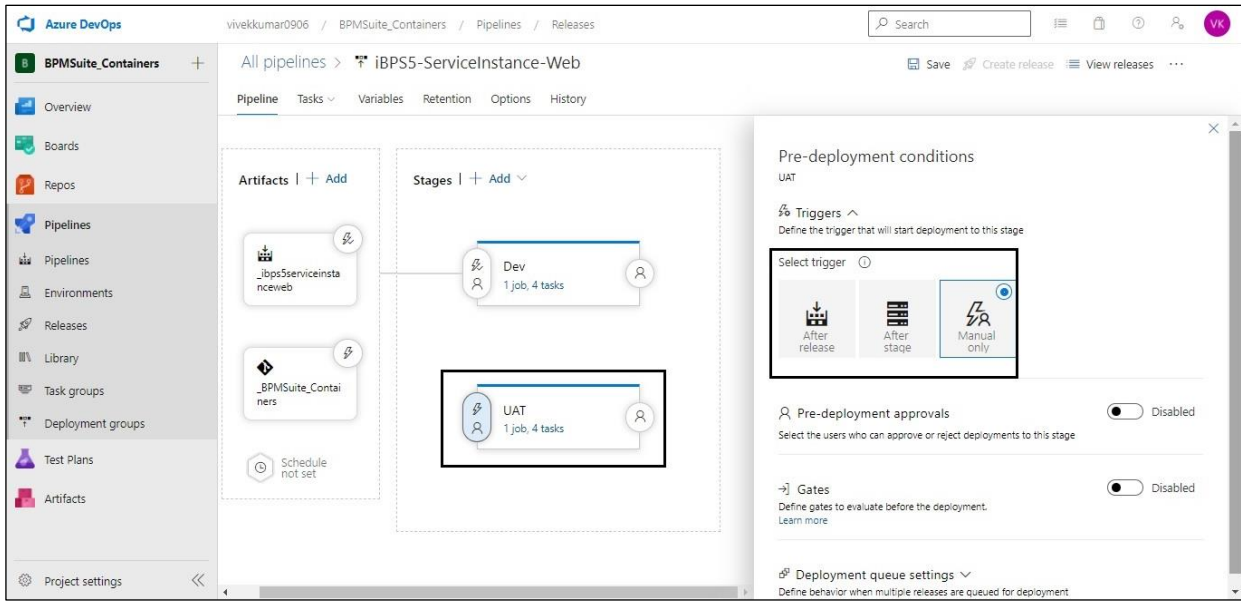 Azure DevOps
vivekkumar0906 / BPMSuite_Containers / Pipelines / Releases
Search
VK
B BPMSuite_Containers
Overview
Boards
Repos
Pipelines
Pipelines
Environments
Releases
Library
Task groups
Deployment groups
Test Plans
Artifacts
Project settings
All pipelines > iBPS5-ServiceInstance-Web
Save Create release View releases ...
Pipeline Tasks Variables Retention Options History
Artifacts | + Add
_ibps5serviceinsta
nceweb
_BPMSuite_Contai
ners
Schedule
not set
Stages | + Add
Dev
1 job, 4 tasks
UAT
1 job, 4 tasks
Pre-deployment conditions
UAT
Triggers
Define the trigger that will start deployment to this stage
Select trigger
After
release
After
stage
Manual
only
Pre-deployment approvals
Disabled
Select the users who can approve or reject deployments to this stage
Gates
Disabled
Define gates to evaluate before the deployment.
Learn more
Deployment queue settings
Define behavior when multiple releases are queued for deployment